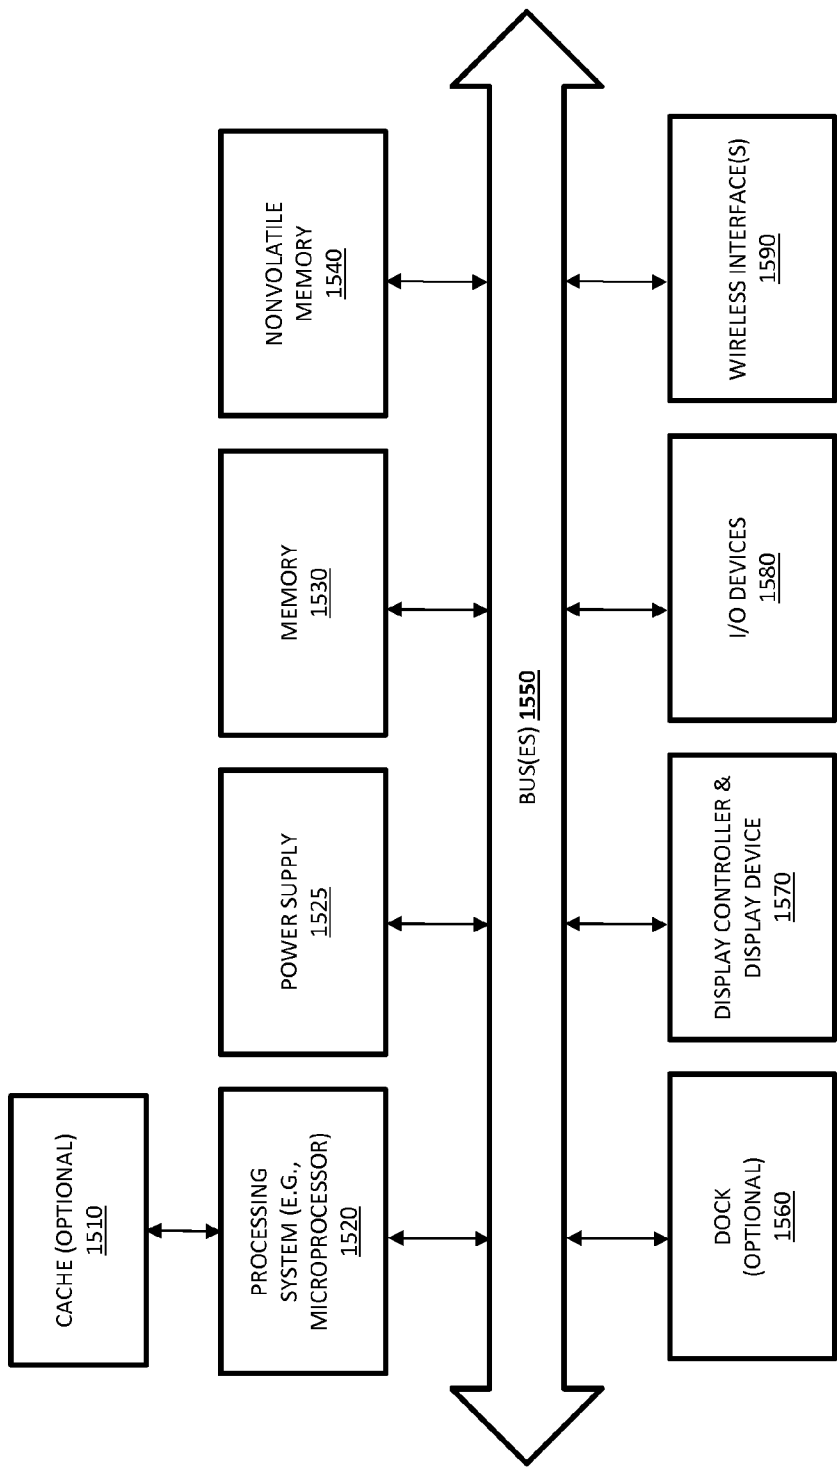 CACHE (OPTIONAL)
1510
PROCESSING
SYSTEM (E.G.,
MICROPROCESSOR)
1520
POWER SUPPLY
1525
MEMORY
1530
NONVOLATILE
MEMORY
1540
BUS(ES) 1550
DOCK
(OPTIONAL)
1560
DISPLAY CONTROLLER &
DISPLAY DEVICE
1570
I/O DEVICES
1580
WIRELESS INTERFACE(S)
1590